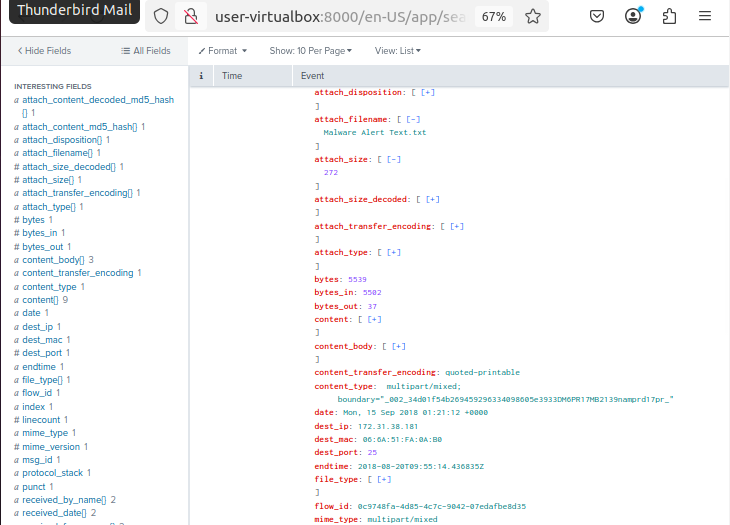 Thunderbird Mail
user-virtualbox:8000/en-US/app/sea
67%
Hide Fields
All Fields
Format
Show: 10 Per Page
View: List
i
Time
Event
INTERESTING FIELDS
a attach_content_decoded_md5_hash
{} 1
a attach_content_md5_hash{} 1
a attach_disposition{} 1
a attach_filename{} 1
# attach_size_decoded{} 1
# attach_size{} 1
a attach_transfer_encoding{} 1
a attach_type{} 1
# bytes 1
# bytes_in 1
# bytes_out 1
a content_body{} 3
a content_transfer_encoding 1
a content_type 1
a content{} 9
a date 1
a dest_ip 1
a dest_mac 1
# dest_port 1
a endtime 1
a file_type{} 1
a flow_id 1
a index 1
# linecount 1
a mime_type 1
# mime_version 1
a msg_id 1
a protocol_stack 1
a punct 1
a received_by_name{} 2
a received_date{} 2
attach_disposition: [ [+]
]
attach_filename: [ [-]
Malware Alert Text.txt
]
attach_size: [ [-]
272
]
attach_size_decoded: [ [+]
]
attach_transfer_encoding: [ [+]
]
attach_type: [ [+]
]
bytes: 5539
bytes_in: 5502
bytes_out: 37
content: [ [+]
]
content_body: [ [+]
]
content_transfer_encoding: quoted-printable
content_type: multipart/mixed;
boundary="_002_34d01f54b269459296334098605e3933DM6PR17MB2139namprd17pr_"
date: Mon, 15 Sep 2018 01:21:12 +0000
dest_ip: 172.31.38.181
dest_mac: 06:6A:51:FA:0A:B0
dest_port: 25
endtime: 2018-08-20T09:55:14.436835Z
file_type: [ [+]
]
flow_id: 0c9748fa-4d85-4c7c-9042-07edafbe8d35
mime_type: multipart/mixed